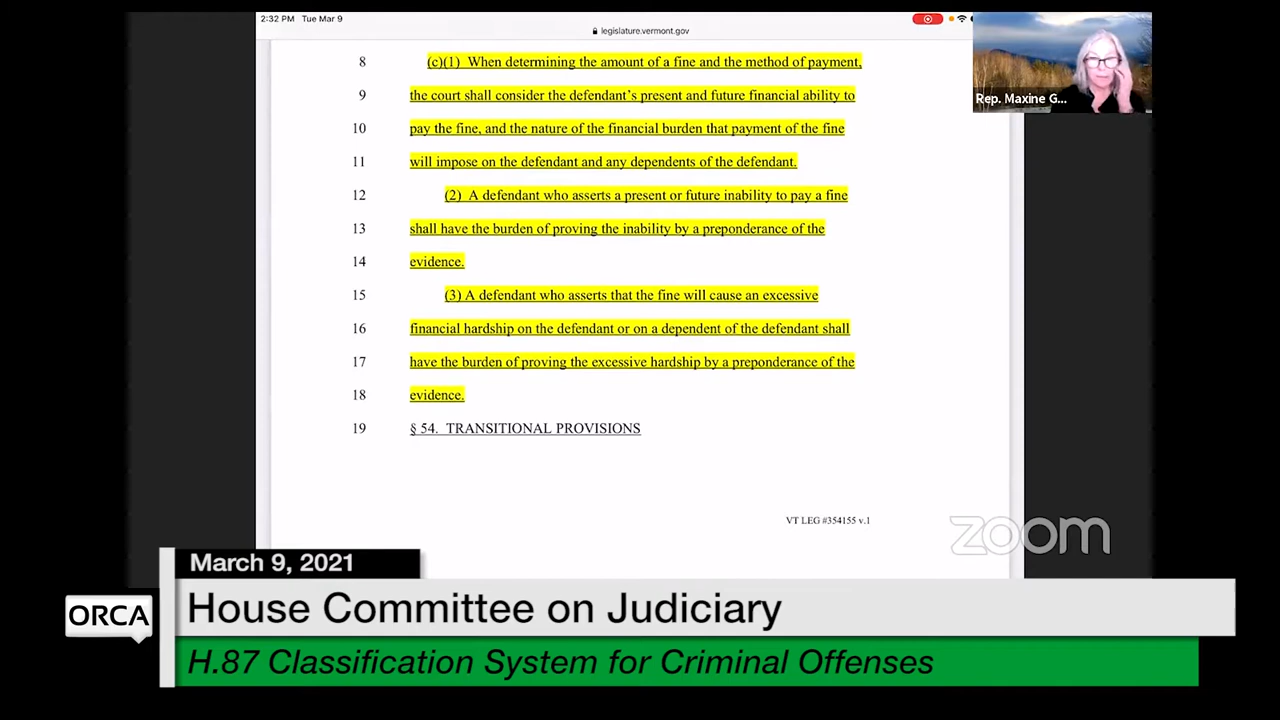 2:32 PM Tue Mar 9
legislature.vermont.gov
8 (c)(1) When determining the amount of a fine and the method of payment,
9 the court shall consider the defendant’s present and future financial ability to
10 pay the fine, and the nature of the financial burden that payment of the fine
11 will impose on the defendant and any dependents of the defendant.
12 (2) A defendant who asserts a present or future inability to pay a fine
13 shall have the burden of proving the inability by a preponderance of the
14 evidence.
15 (3) A defendant who asserts that the fine will cause an excessive
16 financial hardship on the defendant or on a dependent of the defendant shall
17 have the burden of proving the excessive hardship by a preponderance of the
18 evidence.
19 § 54. TRANSITIONAL PROVISIONS
VT LEG #354155 v.1
Rep. Maxine G...
zoom
March 9, 2021
ORCA
House Committee on Judiciary
H.87 Classification System for Criminal Offenses